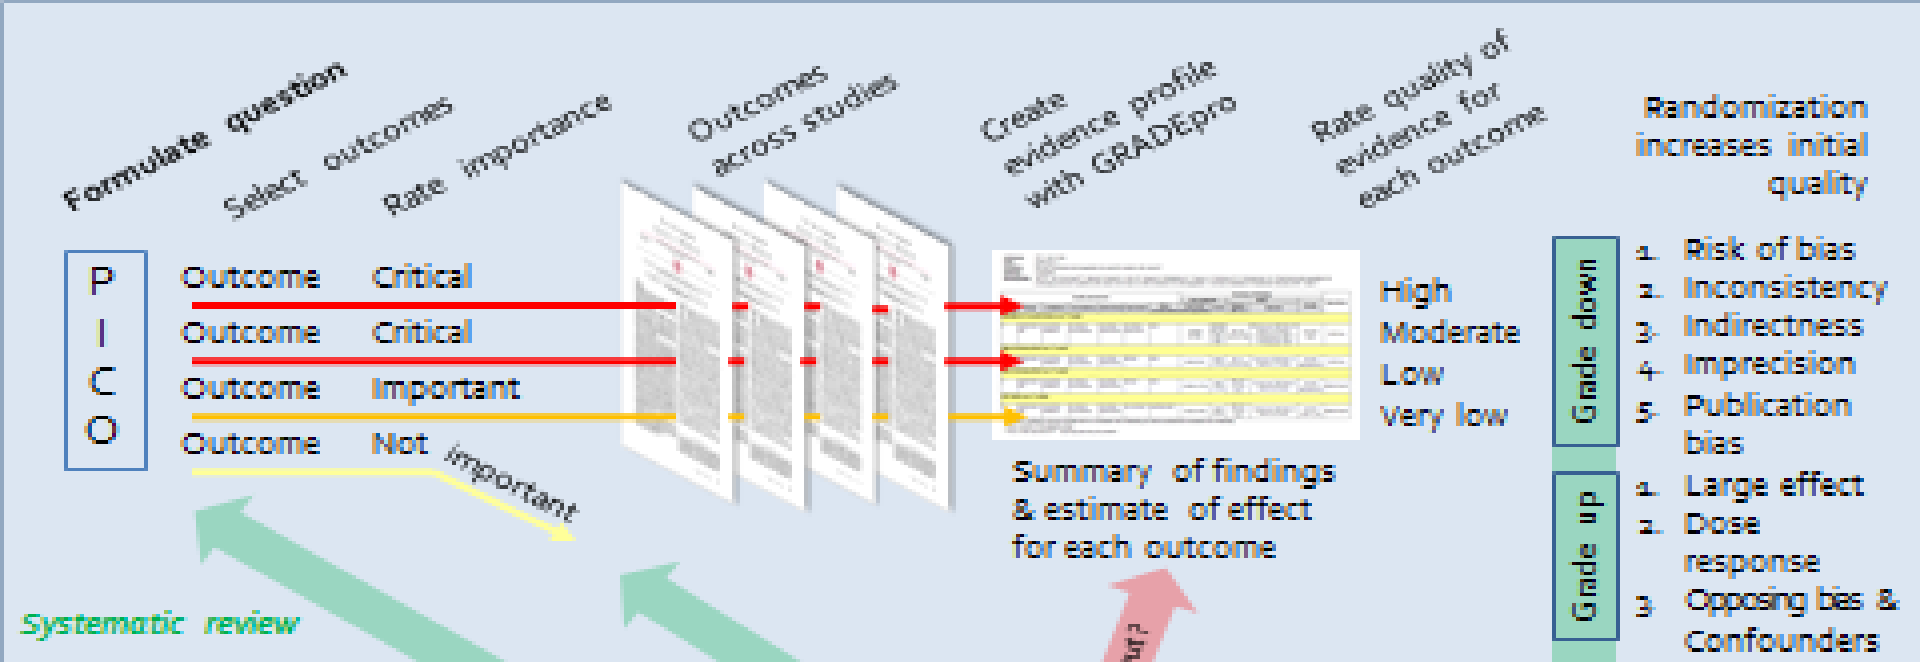 Formulate question
Select outcomes
Rate importance
Outcomes
across studies
Create
evidence profile
with GRADEpro
Rate quality of
evidence for
each outcome
Randomization
increases initial
quality
P
I
C
O
Outcome Critical
Outcome Critical
Outcome Important
Outcome Not important
High
Moderate
Low
Very low
Summary of findings
& estimate of effect
for each outcome
Grade down
1. Risk of bias
2. Inconsistency
3. Indirectness
4. Imprecision
5. Publication
bias
Grade up
1. Large effect
2. Dose
response
3. Opposing bias &
Confounders
Systematic review